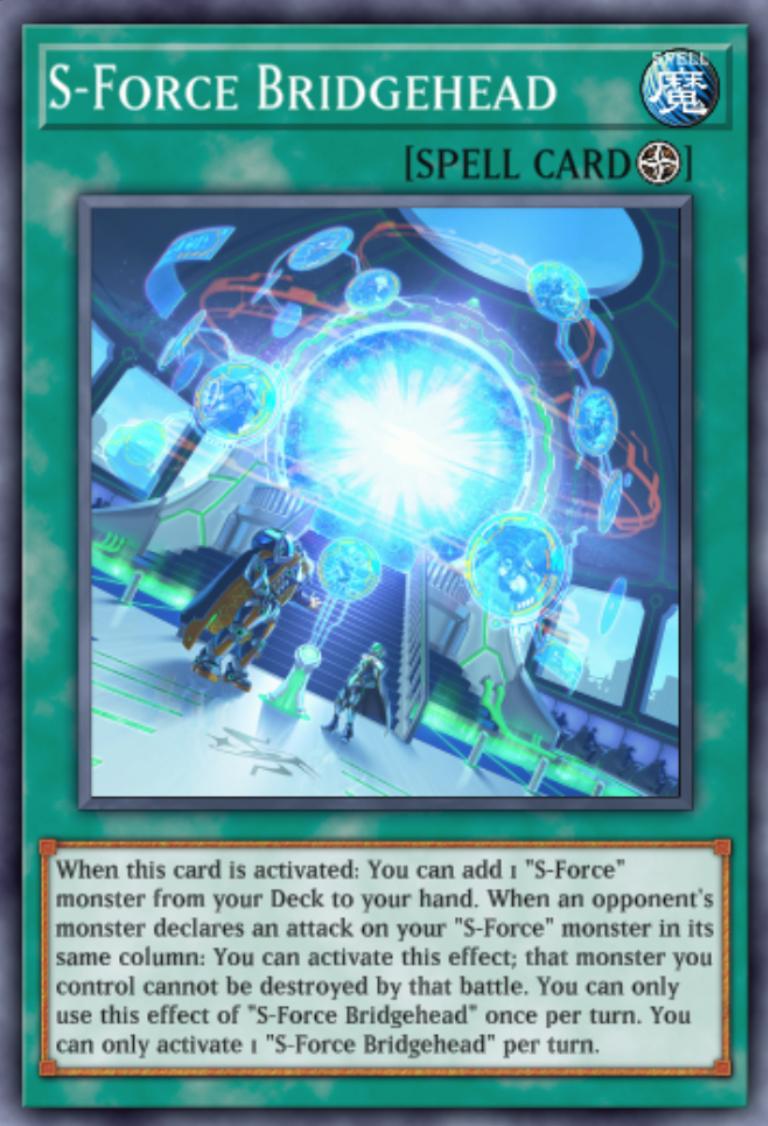 S-Force Bridgehead
SPELL
魔
[SPELL CARD]
When this card is activated: You can add 1 "S-Force"
monster from your Deck to your hand. When an opponent's
monster declares an attack on your "S-Force" monster in its
same column: You can activate this effect; that monster you
control cannot be destroyed by that battle. You can only
use this effect of "S-Force Bridgehead" once per turn. You
can only activate 1 "S-Force Bridgehead" per turn.